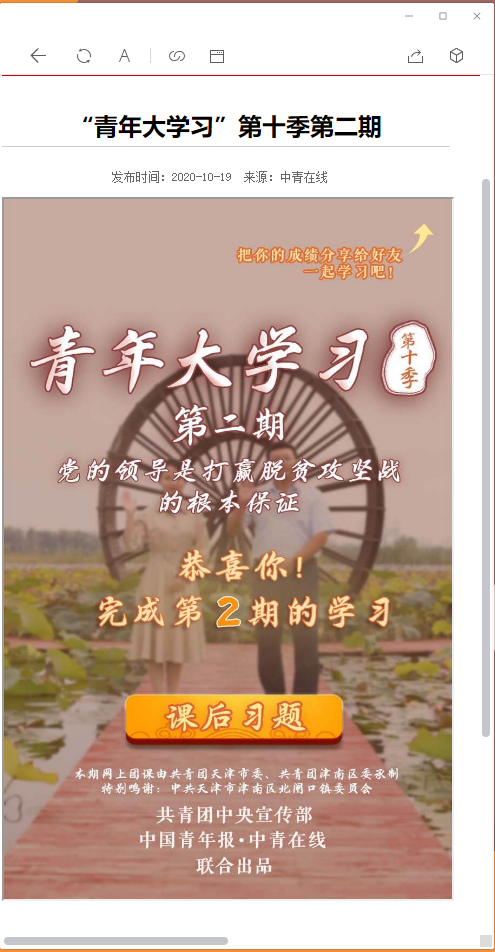 “青年大学习”第十季第二期
发布时间：2020-10-19 来源：中青在线
把你的成绩分享给好友
一起学习吧！
青年大学习
第十季
第二期
党的领导是打赢脱贫攻坚战
的根本保证
恭喜你！
完成第2期的学习
课后习题
本期网上团课由共青团天津市委、共青团津南区委承制
特别鸣谢：中共天津市津南区北闸口镇委员会
共青团中央宣传部
中国青年报·中青在线
联合出品